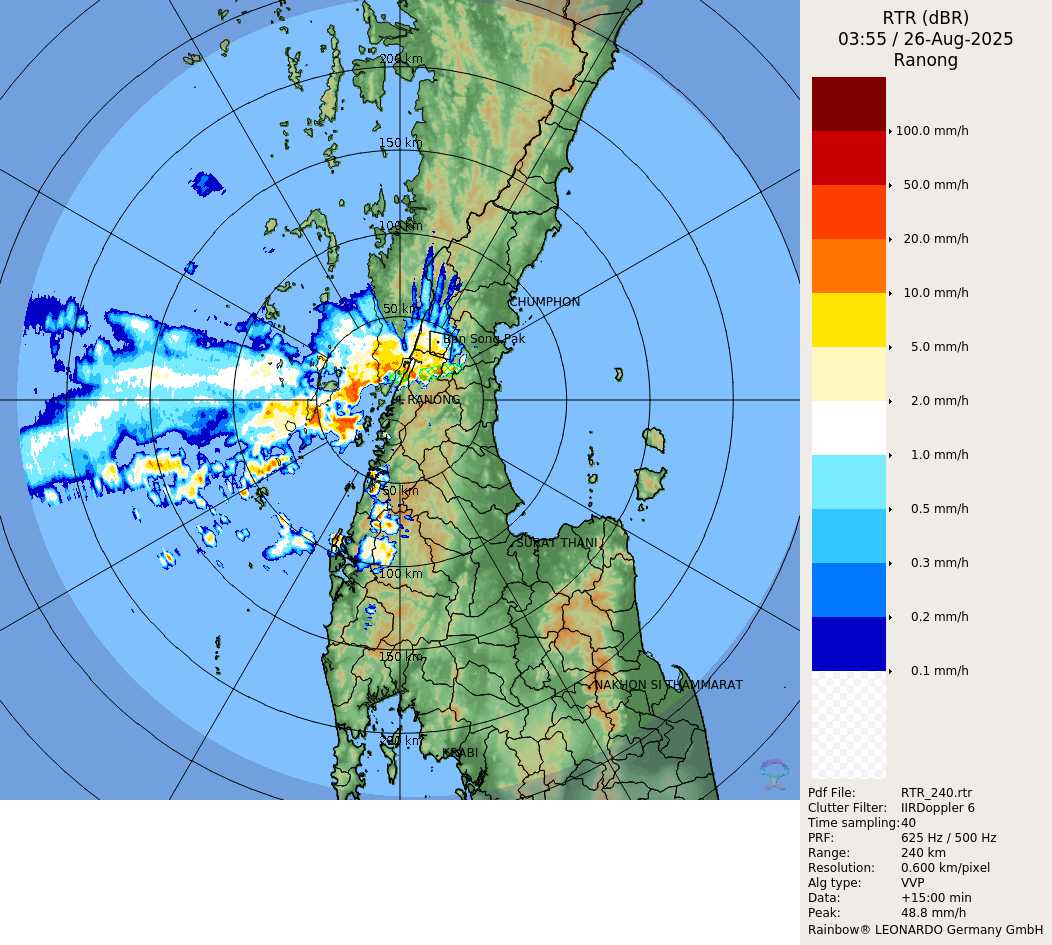 RTR (dBR)
03:55 / 26-Aug-2025
Ranong
100.0 mm/h
50.0 mm/h
20.0 mm/h
10.0 mm/h
5.0 mm/h
2.0 mm/h
1.0 mm/h
0.5 mm/h
0.3 mm/h
0.2 mm/h
0.1 mm/h
200 km
150 km
100 km
50 km
CHUMPHON
Ban Song Pak
RANONG
50 km
SURAT THANI
100 km
150 km
NAKHON SI THAMMARAT
200 km
KRABI
Pdf File: RTR_240.rtr
Clutter Filter: IIRDoppler 6
Time sampling:40
PRF: 625 Hz / 500 Hz
Range: 240 km
Resolution: 0.600 km/pixel
Alg type: VVP
Data: +15:00 min
Peak: 48.8 mm/h
Rainbow® LEONARDO Germany GmbH